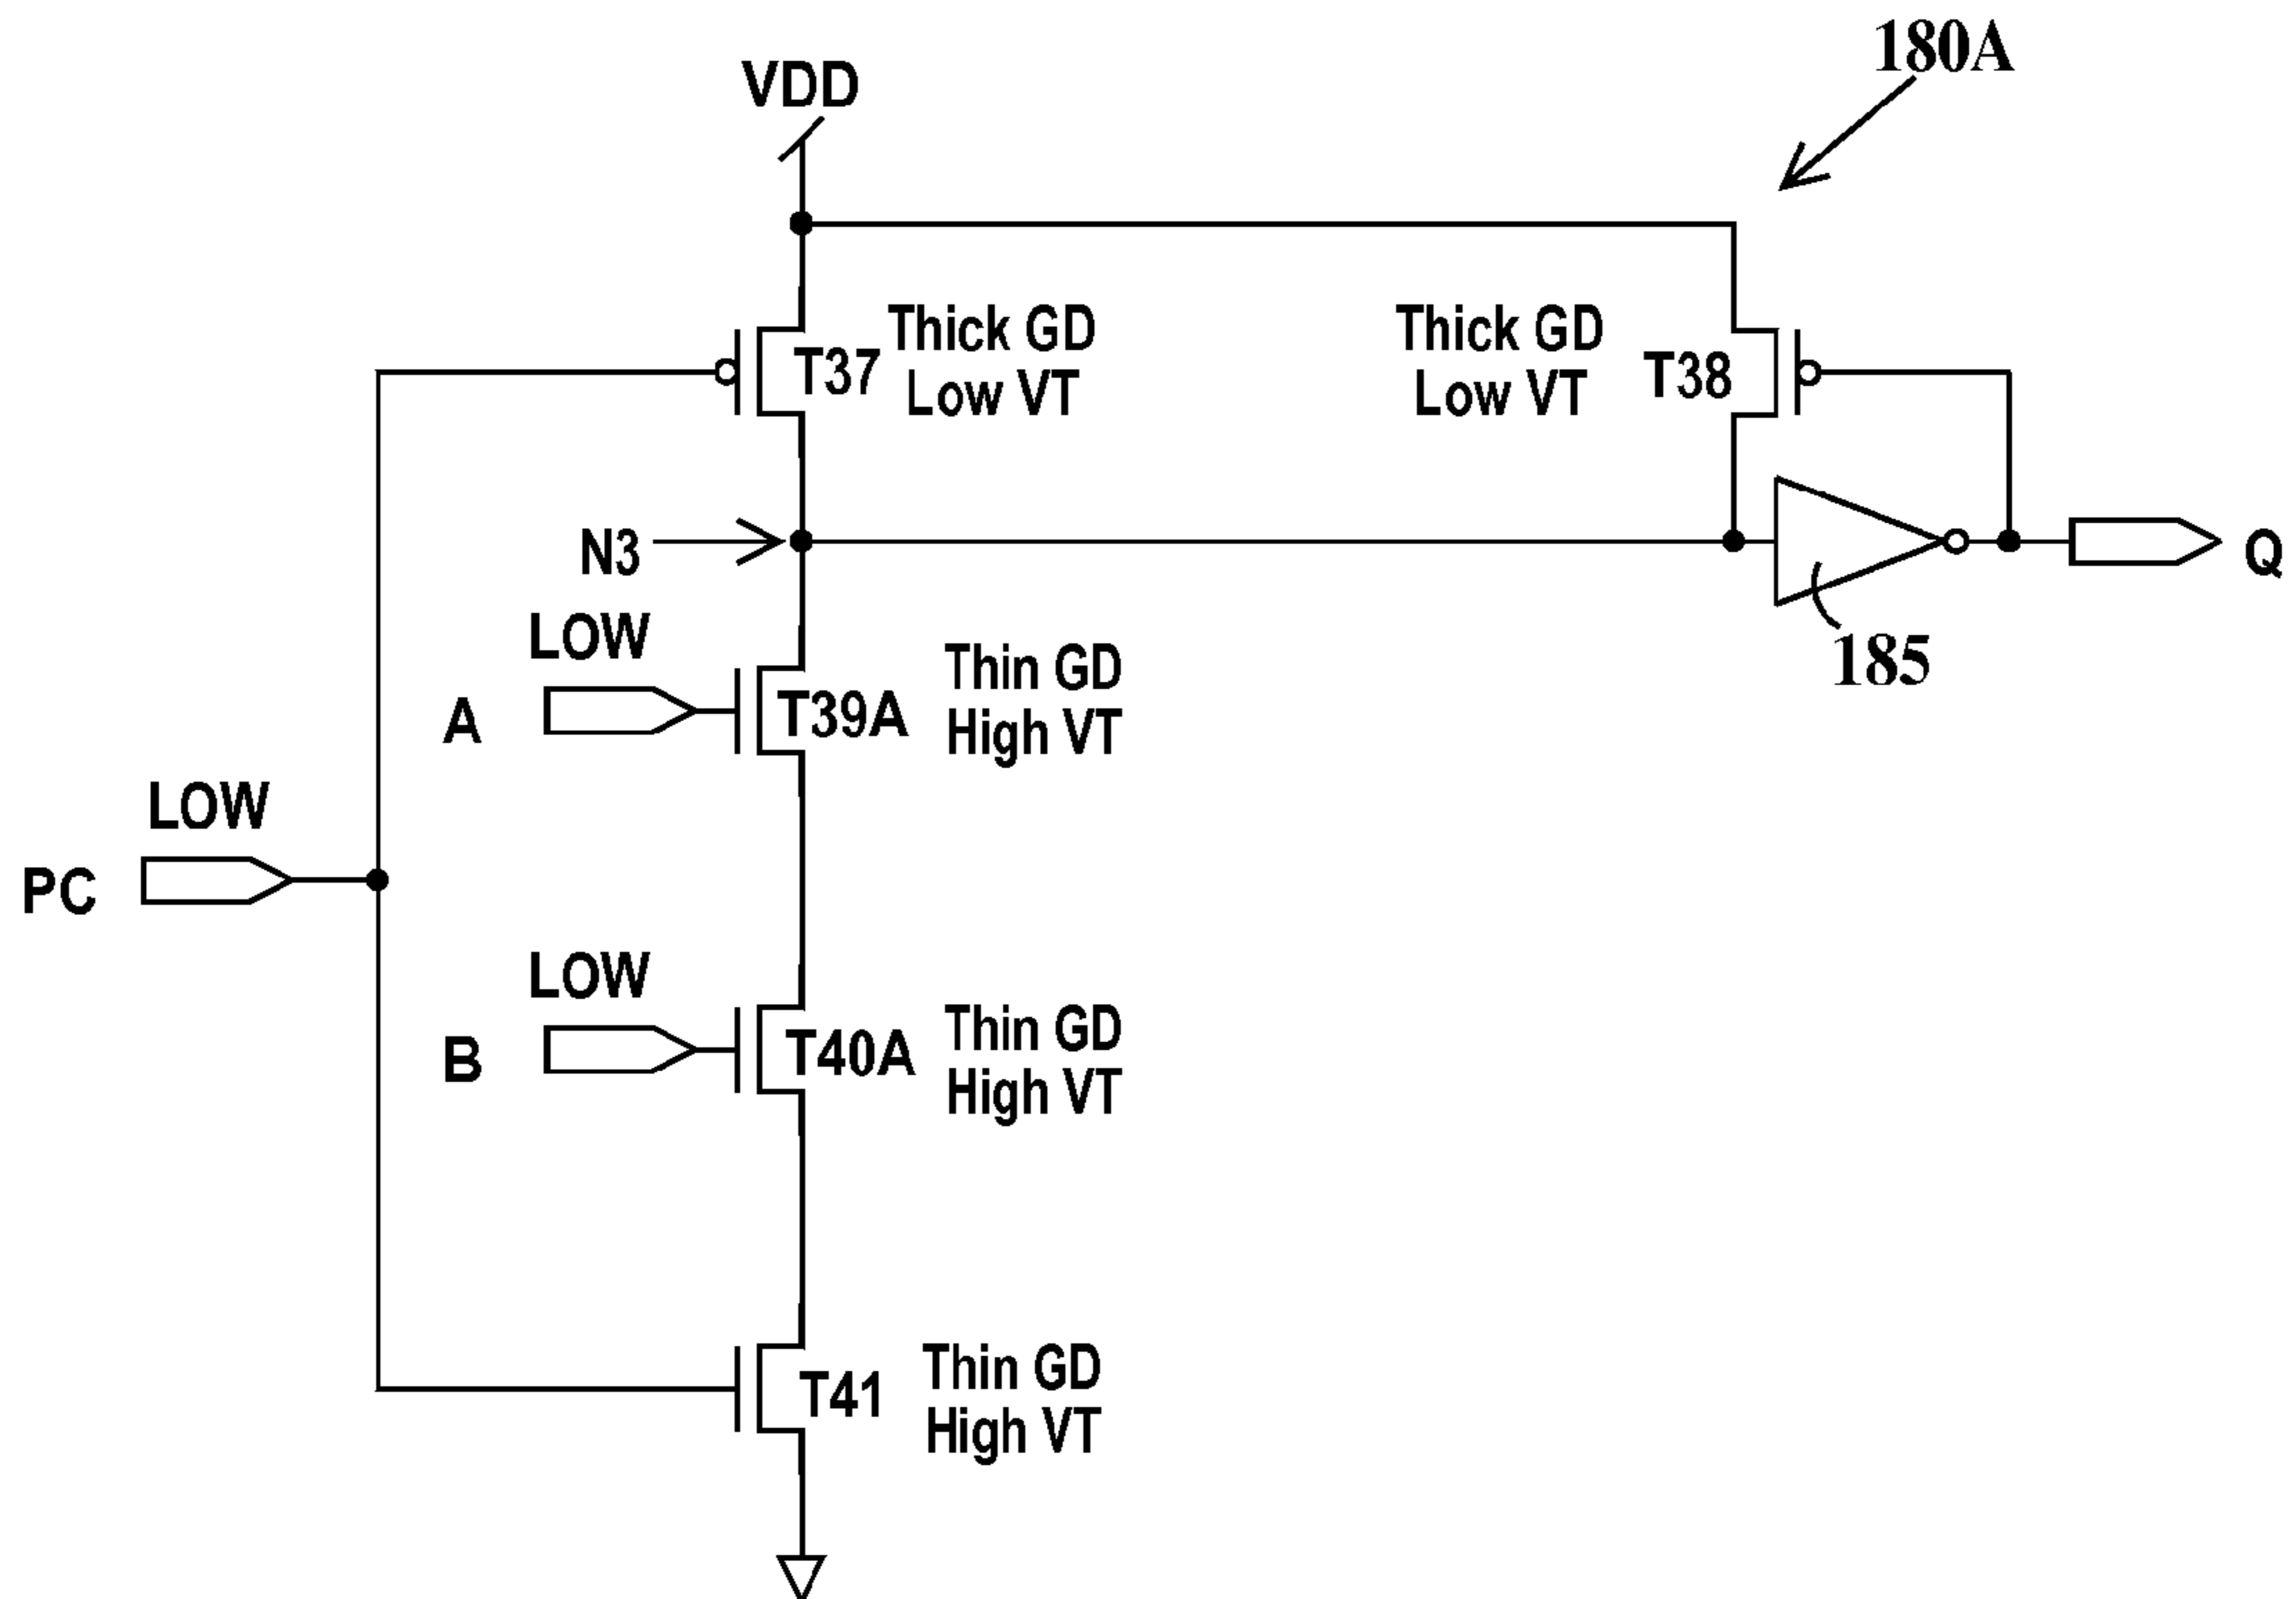 180A
VDD
Thick GD
Low VT
T37
Thick GD
Low VT
T38
N3
Q
185
LOW
A
T39A
Thin GD
High VT
LOW
PC
LOW
B
T40A
Thin GD
High VT
T41
Thin GD
High VT